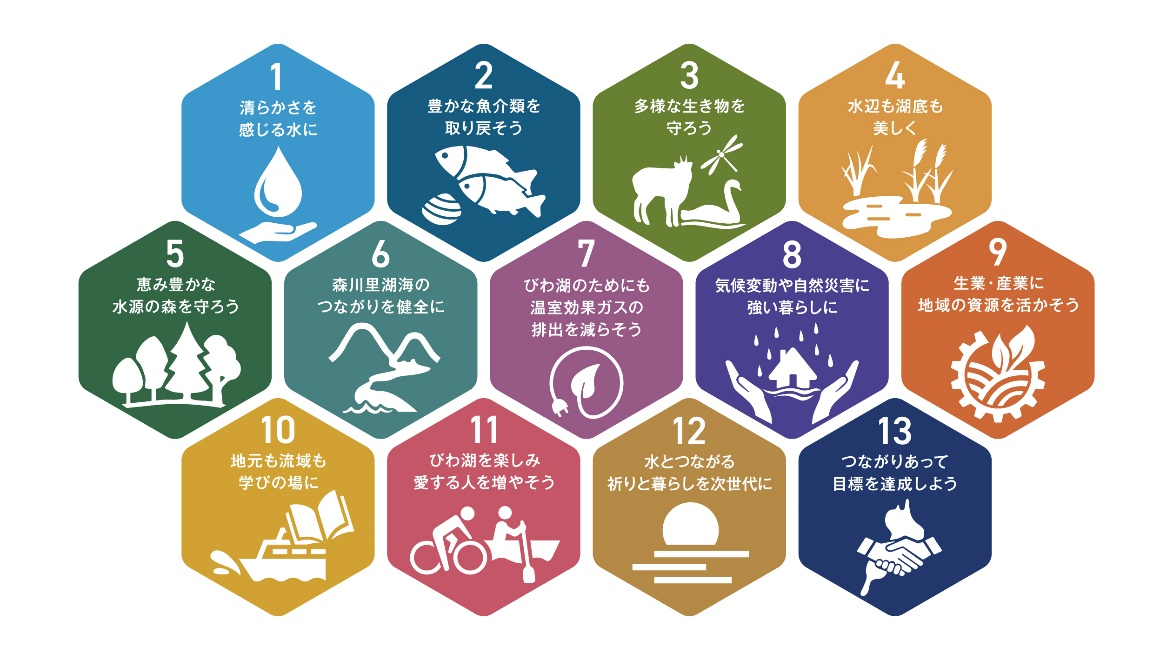 1
清らかさを
感じる水に
2
豊かな魚介類を
取り戻そう
3
多様な生き物を
守ろう
4
水辺も湖底も
美しく
5
恵み豊かな
水源の森を守ろう
6
森川里湖海の
つながりを健全に
7
びわ湖のためにも
温室効果ガスの
排出を減らそう
8
気候変動や自然災害に
強い暮らしに
9
生業・産業に
地域の資源を活かそう
10
地元も流域も
学びの場に
11
びわ湖を楽しみ
愛する人を増やそう
12
水とつながる
祈りと暮らしを次世代に
13
つながりあって
目標を達成しよう